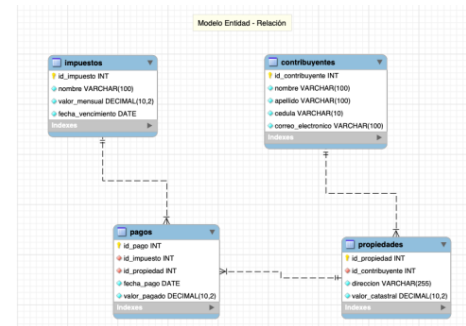 Modelo Entidad - Relación
impuestos
id_impuesto INT
nombre VARCHAR(100)
valor_mensual DECIMAL(10,2)
fecha_vencimiento DATE
Indexes
contribuyentes
id_contribuyente INT
nombre VARCHAR(100)
apellido VARCHAR(100)
cedula VARCHAR(10)
correo_electronico VARCHAR(100)
Indexes
pagos
id_pago INT
id_impuesto INT
id_propiedad INT
fecha_pago DATE
valor_pagado DECIMAL(10,2)
Indexes
propiedades
id_propiedad INT
id_contribuyente INT
direccion VARCHAR(255)
valor_catastral DECIMAL(10,2)
Indexes